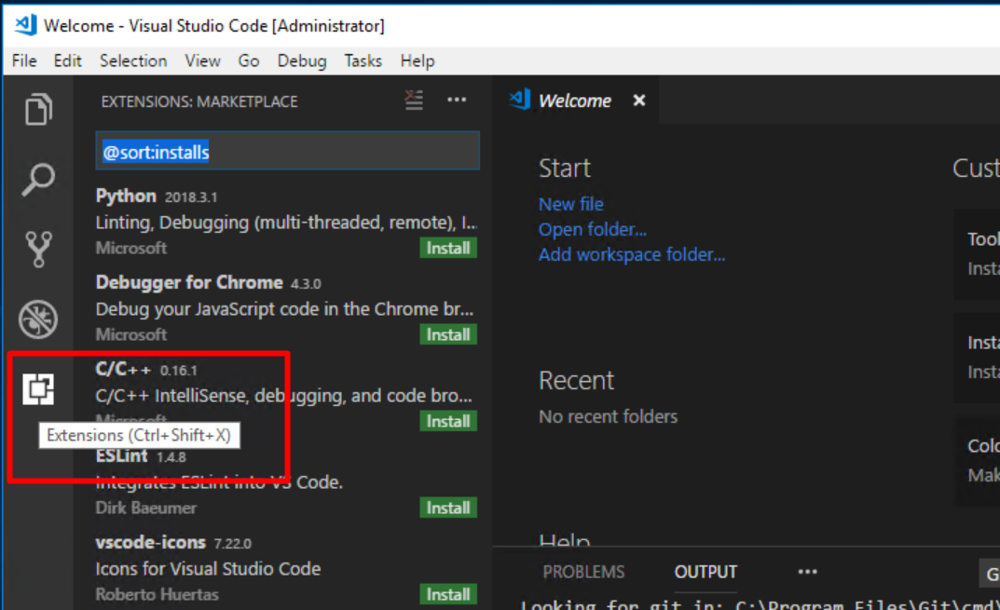 Welcome - Visual Studio Code [Administrator]
File Edit Selection View Go Debug Tasks Help
EXTENSIONS: MARKETPLACE
@sort:installs
Python 2018.3.1
Linting, Debugging (multi-threaded, remote), I...
Microsoft Install
Debugger for Chrome 4.3.0
Debug your JavaScript code in the Chrome br...
Microsoft Install
C/C++ 0.16.1
C/C++ IntelliSense, debugging, and code bro...
Microsoft Install
Extensions (Ctrl+Shift+X)
ESLint 1.4.8
Integrates ESLint into VS Code.
Dirk Baeumer Install
vscode-icons 7.22.0
Icons for Visual Studio Code
Roberto Huertas Install
Welcome
Start
New file
Open folder...
Add workspace folder...
Recent
No recent folders
Help
Cust
Tool
Insta
Insta
Insta
Colo
Mak
PROBLEMS OUTPUT ••• G
Looking for git in: C:\Program Files\Git\cmd\